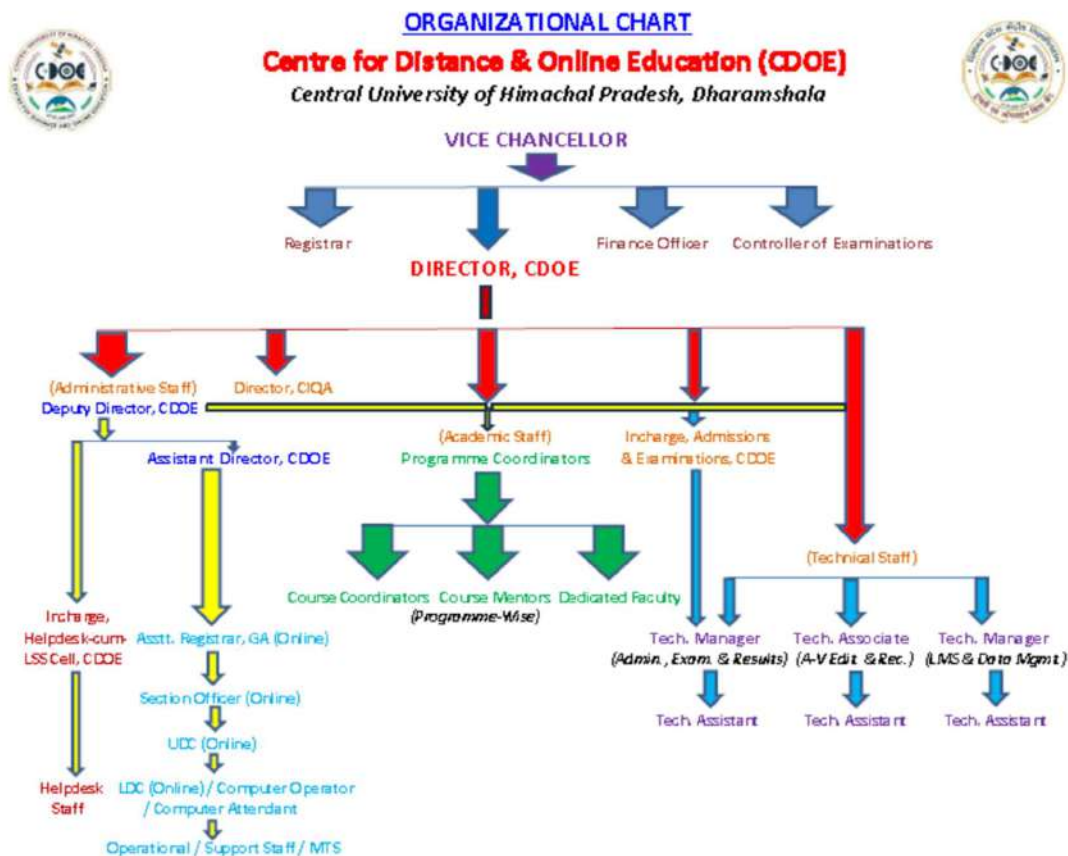 ORGANIZATIONAL CHART
Centre for Distance & Online Education (CDOE)
Central University of Himachal Pradesh, Dharamshala
CDOE
CDOE
VICE CHANCELLOR
Registrar
Finance Officer
Controller of Examinations
DIRECTOR, CDOE
(Administrative Staff)
Deputy Director, CDOE
Director, CIQA
(Academic Staff)
Programme Coordinators
Incharge, Admissions
& Examinations, CDOE
Assistant Director, CDOE
(Technical Staff)
Course Coordinators
Course Mentors
(Programme-Wise)
Dedicated Faculty
Incharge,
Helpdesk-cum-
LSS Cell, CDOE
Asstt. Registrar, GA (Online)
Tech. Manager
(Admin., Exam. & Results)
Tech. Associate
(A-V Edit & Rec.)
Tech. Manager
(LMS & Data Mgmt.)
Section Officer (Online)
Tech. Assistant
Tech. Assistant
Tech. Assistant
UDC (Online)
Helpdesk
Staff
LDC (Online) / Computer Operator
/ Computer Attendant
Operational / Support Staff / MTS